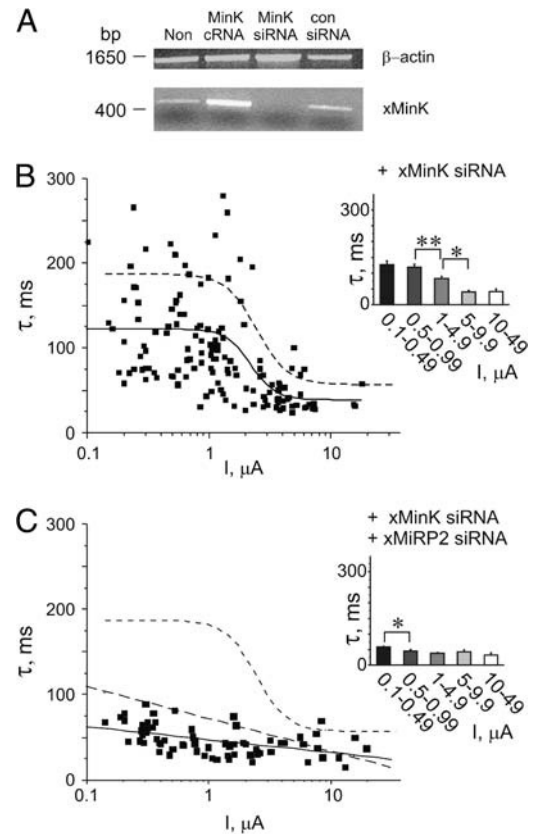 A
bp
Non
MinK cRNA
MinK siRNA
con siRNA
1650
β-actin
400
xMinK
B
+ xMinK siRNA
300
200
100
0
τ, ms
0.1
1
10
I, μA
300
0
τ, ms
**
*
0.1-0.49
0.5-0.99
1-4.9
5-9.9
10-49
I, μA
C
+ xMinK siRNA
+ xMiRP2 siRNA
300
200
100
0
τ, ms
0.1
1
10
I, μA
300
0
τ, ms
*
0.1-0.49
0.5-0.99
1-4.9
5-9.9
10-49
I, μA